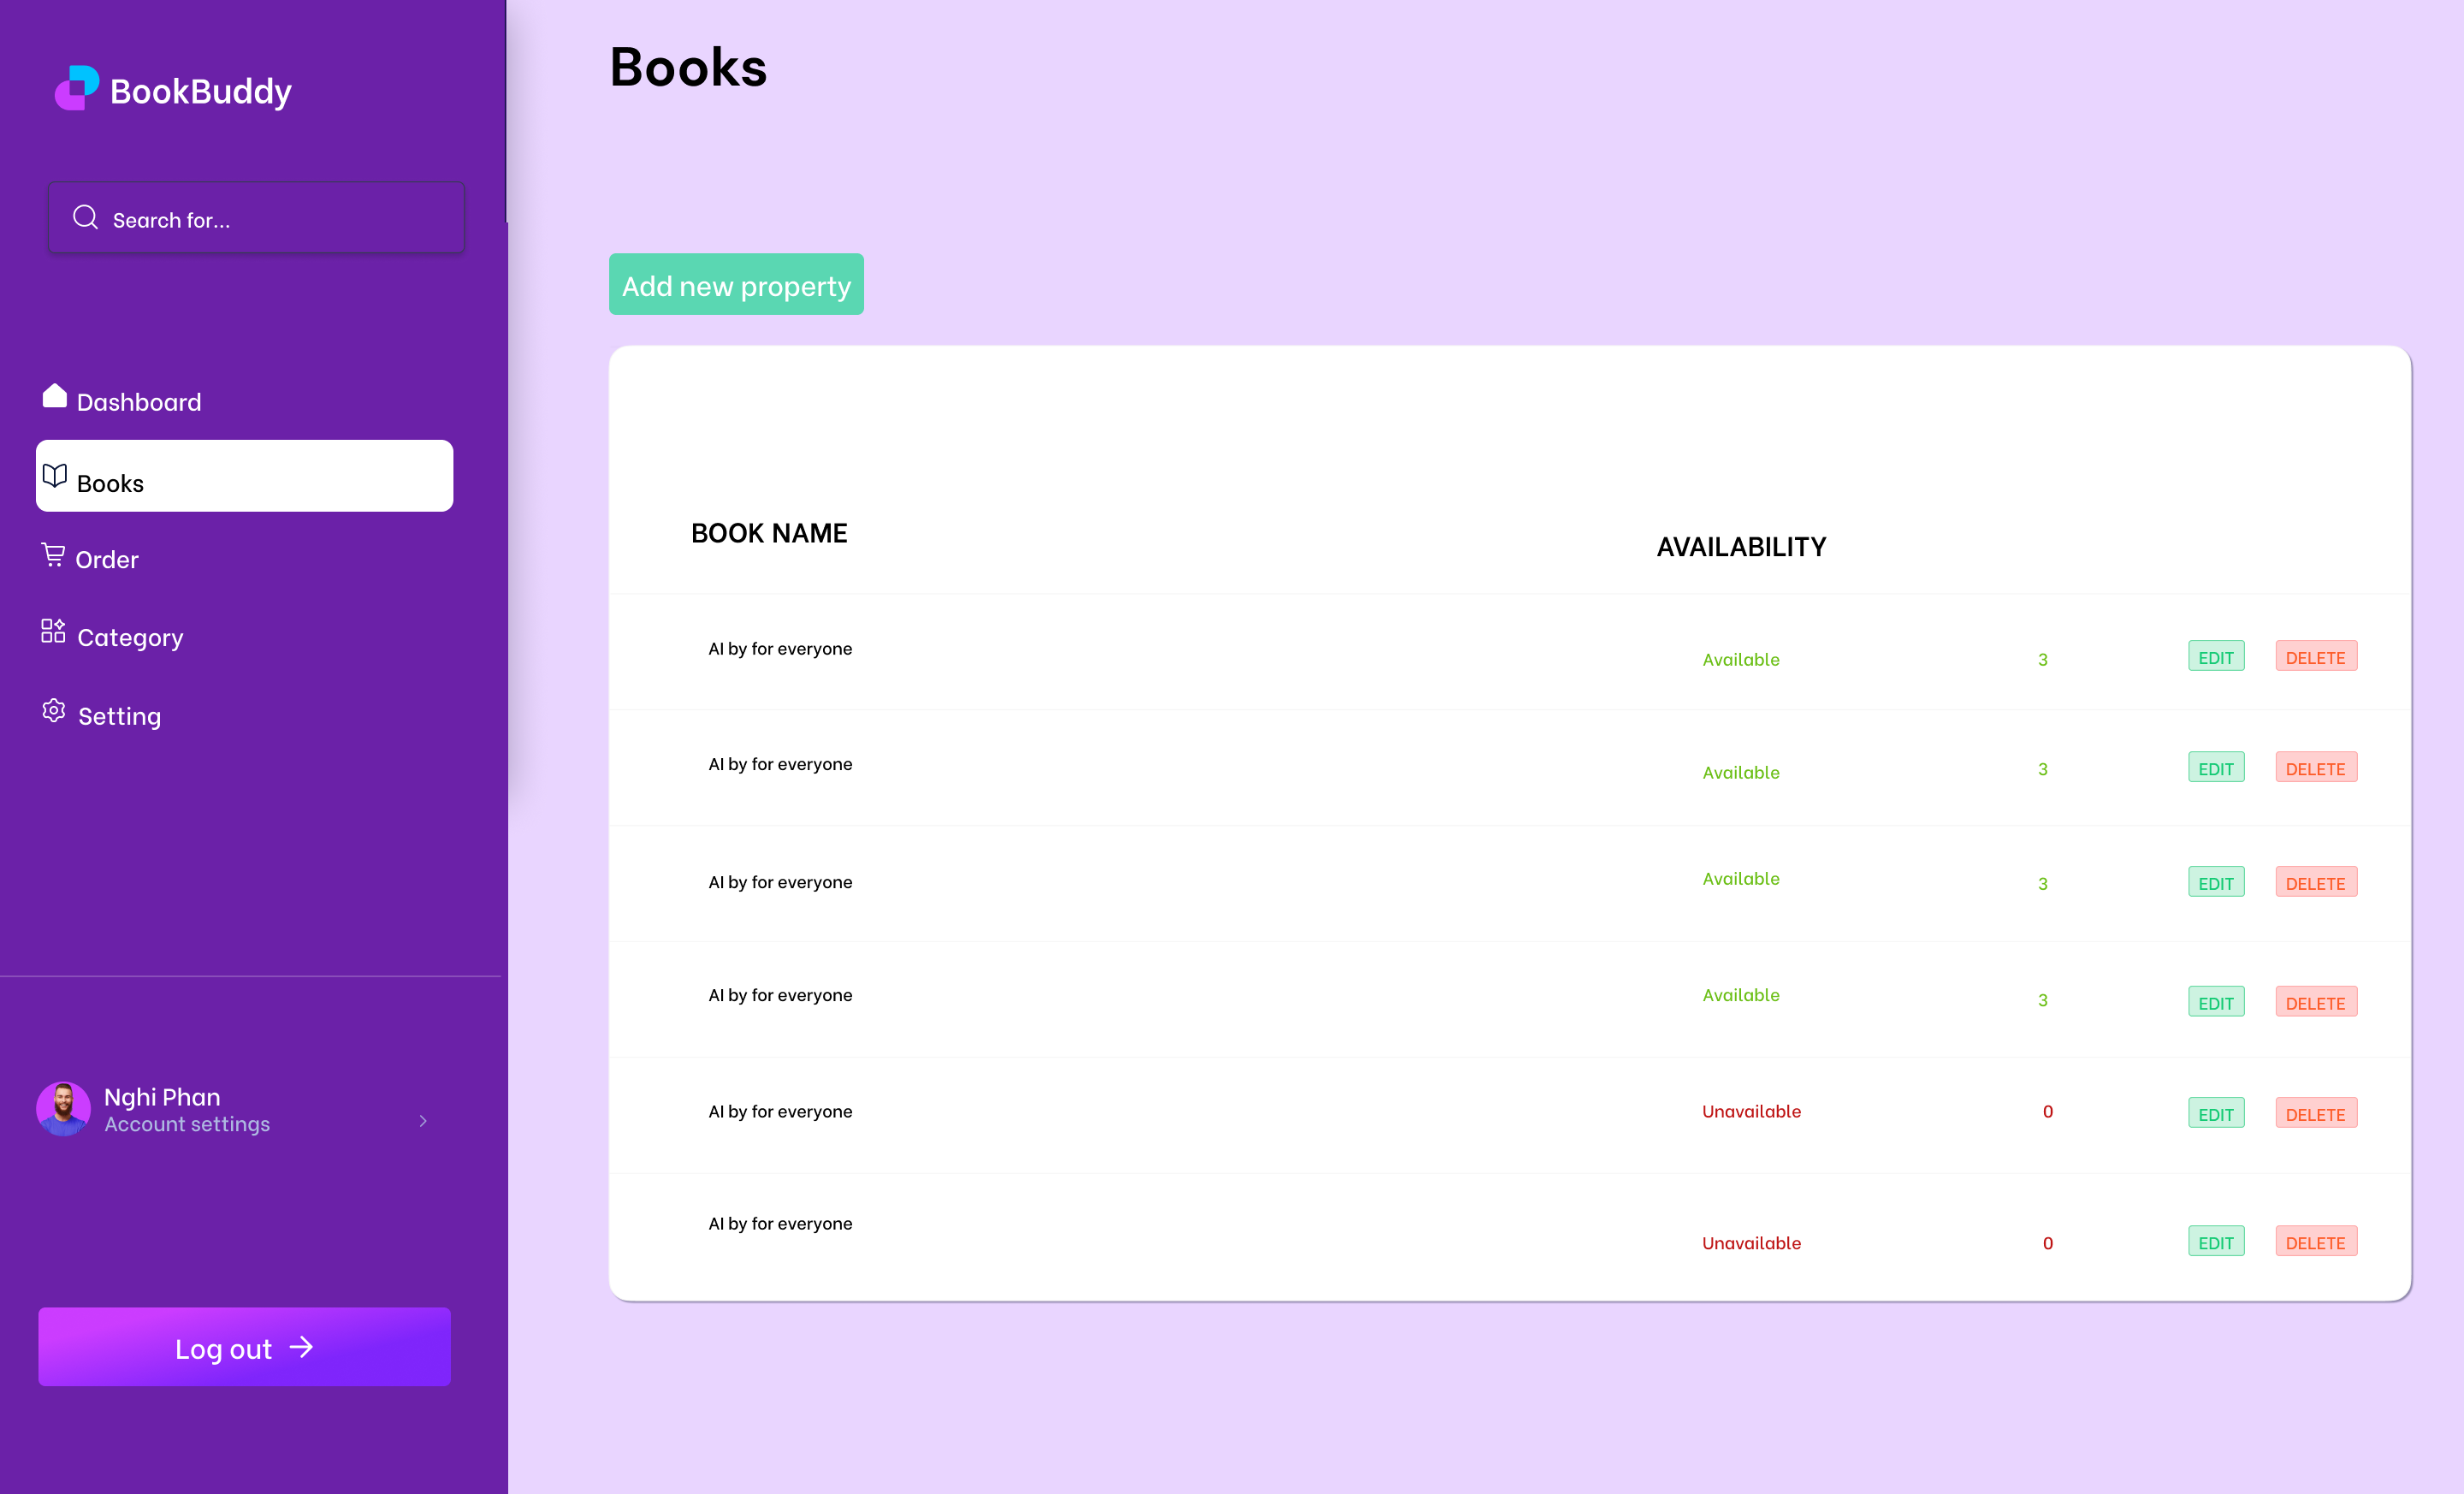 BookBuddy
Search for...
Dashboard
Books
Order
Category
Setting
Nghi Phan
Account settings
Log out
Books
Add new property
BOOK NAME AVAILABILITY
AI by for everyone Available 3 EDIT DELETE
AI by for everyone Available 3 EDIT DELETE
AI by for everyone Available 3 EDIT DELETE
AI by for everyone Available 3 EDIT DELETE
AI by for everyone Unavailable 0 EDIT DELETE
AI by for everyone Unavailable 0 EDIT DELETE